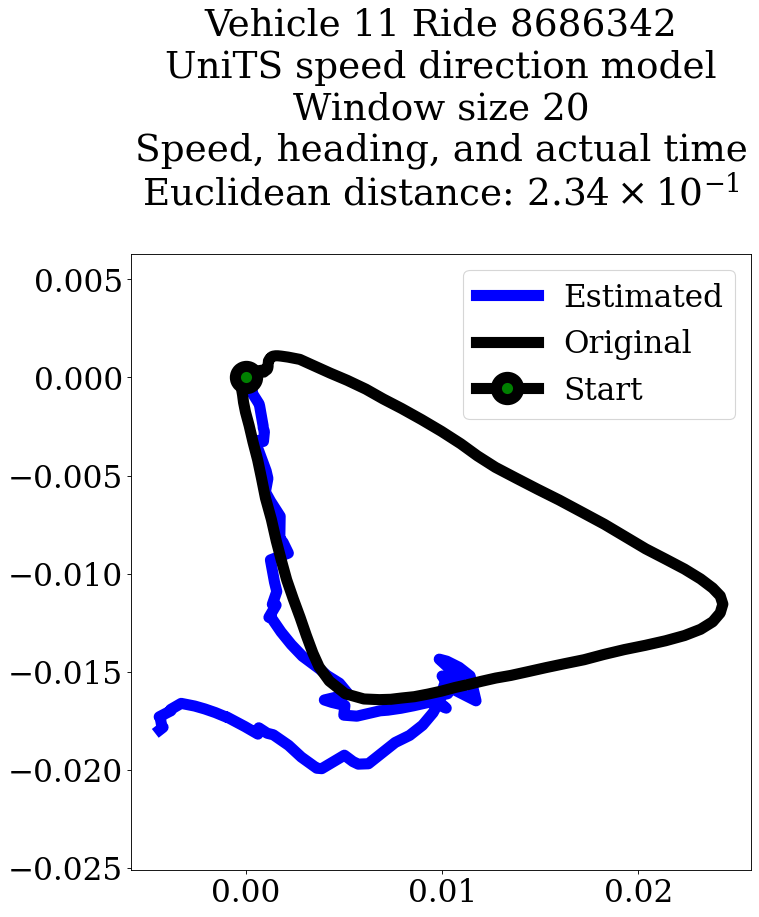 Vehicle 11 Ride 8686342
UniTS speed direction model
Window size 20
Speed, heading, and actual time
Euclidean distance: 2.34 × 10⁻¹
0.005
0.000
−0.005
−0.010
−0.015
−0.020
−0.025
Estimated
Original
Start
0.00
0.01
0.02